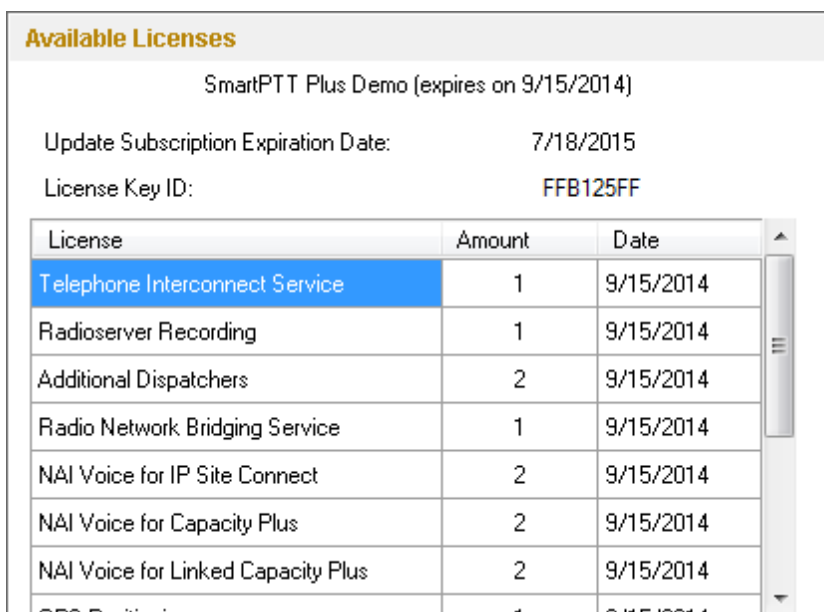 Available Licenses
SmartPTT Plus Demo (expires on 9/15/2014)
Update Subscription Expiration Date: 7/18/2015
License Key ID: FFB125FF
License Amount Date
Telephone Interconnect Service 1 9/15/2014
Radioserver Recording 1 9/15/2014
Additional Dispatchers 2 9/15/2014
Radio Network Bridging Service 1 9/15/2014
NAI Voice for IP Site Connect 2 9/15/2014
NAI Voice for Capacity Plus 2 9/15/2014
NAI Voice for Linked Capacity Plus 2 9/15/2014